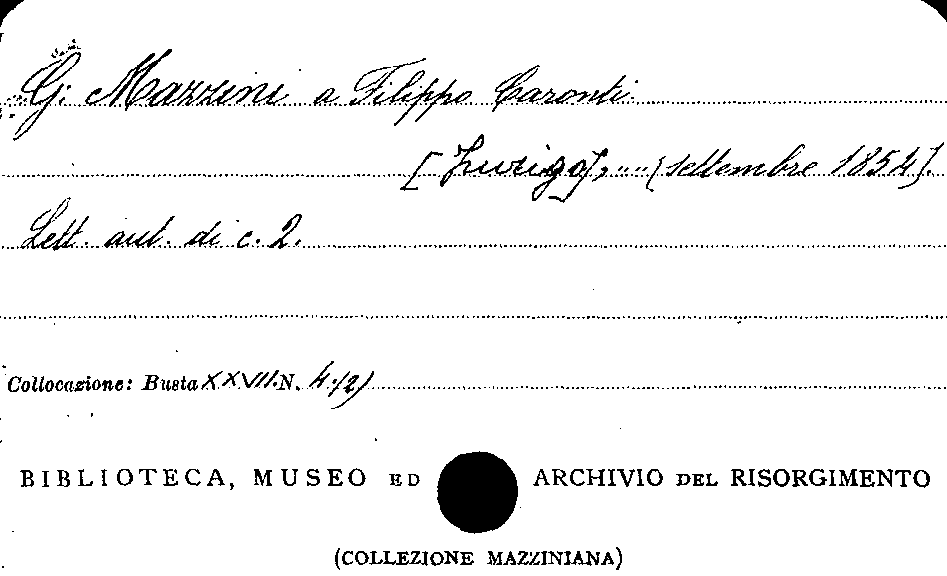 G. Mazzini a Filippo Caronti.
[Zurigo], .... [settembre 1854].
Lett. aut. di c. 2.
Collocazione: Busta XXVII. N. 4./2)
BIBLIOTECA, MUSEO ED ARCHIVIO DEL RISORGIMENTO
(COLLEZIONE MAZZINIANA)